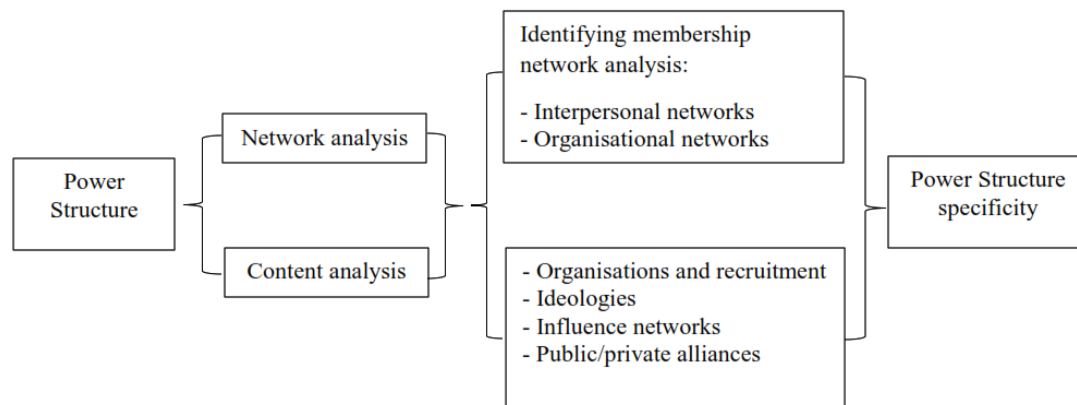 Power
Structure
Network analysis
Content analysis
Identifying membership
network analysis:
- Interpersonal networks
- Organisational networks
- Organisations and recruitment
- Ideologies
- Influence networks
- Public/private alliances
Power Structure
specificity